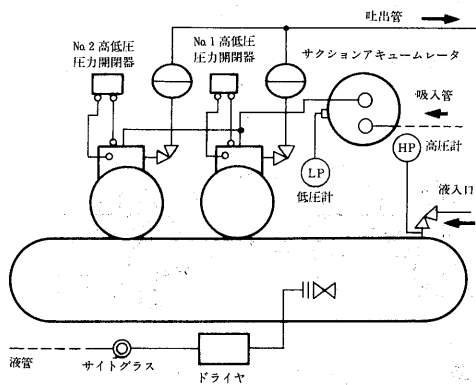 吐出管
No.2 高低圧
圧力開閉器
No.1 高低圧
圧力開閉器
サクションアキュームレータ
吸入管
HP
高圧計
LP
低圧計
液入口
液管
サイトグラス
ドライヤ